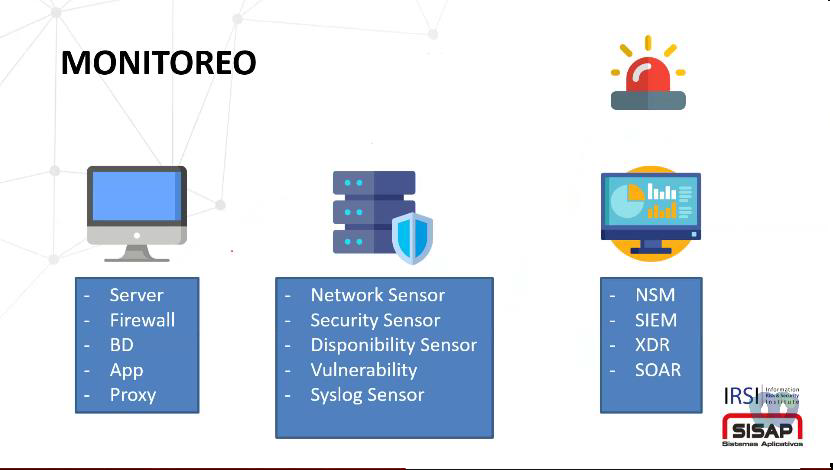 MONITOREO
- Server
- Firewall
- BD
- App
- Proxy
- Network Sensor
- Security Sensor
- Disponibility Sensor
- Vulnerability
- Syslog Sensor
- NSM
- SIEM
- XDR
- SOAR
IRSI
Information
Risk & Security
Institute
SISAP
Sistemas Aplicativos